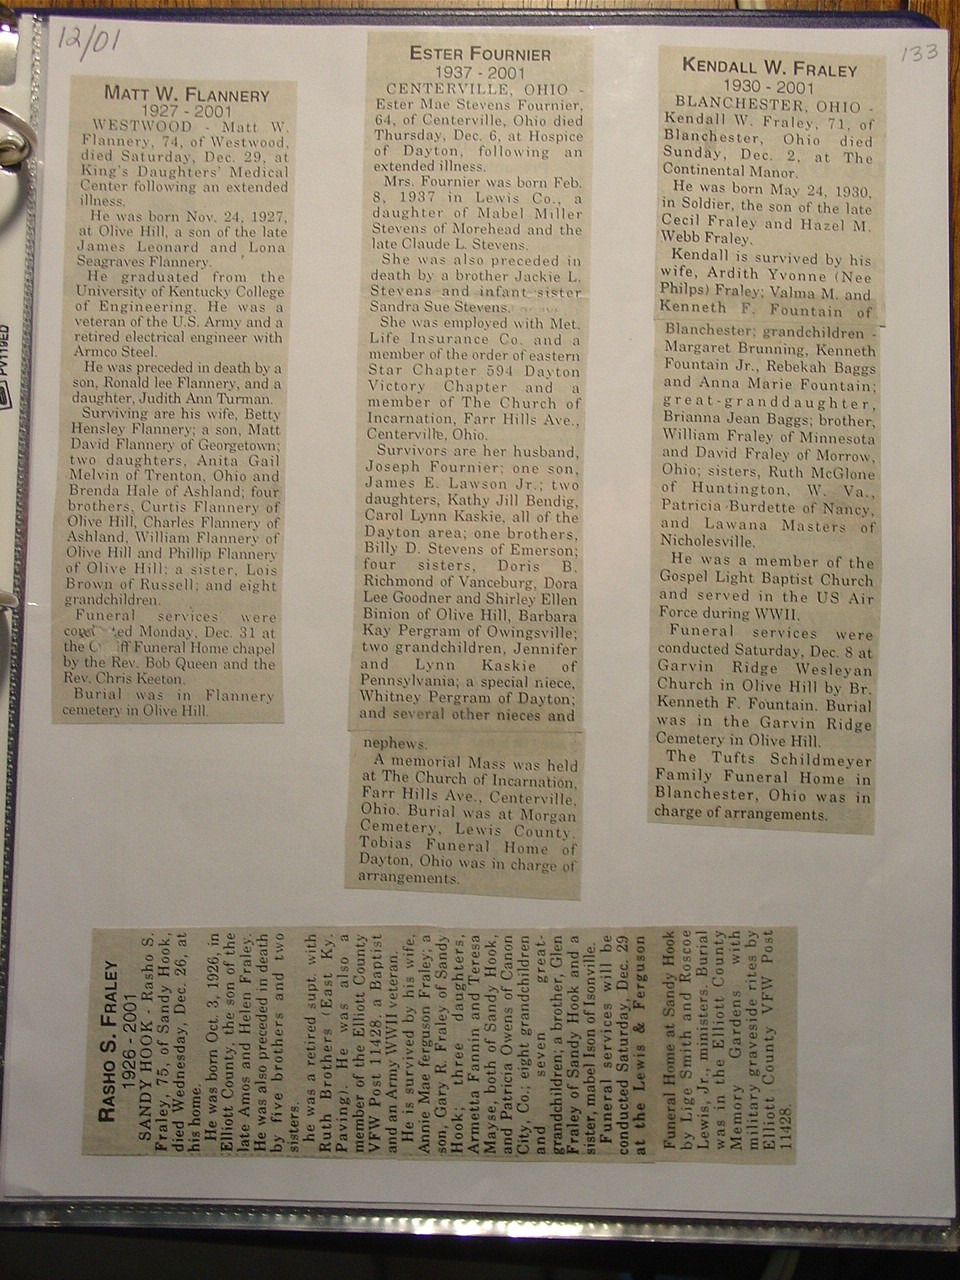 12/01
133
MATT W. FLANNERY
1927 - 2001
WESTWOOD - Matt W.
Flannery, 74, of Westwood,
died Saturday, Dec. 29, at
King's Daughters' Medical
Center following an extended
illness.
He was born Nov. 24, 1927,
at Olive Hill, a son of the late
James Leonard and Lona
Seagraves Flannery.
He graduated from the
University of Kentucky College
of Engineering. He was a
veteran of the U.S. Army and a
retired electrical engineer with
Armco Steel.
He was preceded in death by a
son, Ronald lee Flannery, and a
daughter, Judith Ann Turman.
Surviving are his wife, Betty
Hensley Flannery; a son, Matt
David Flannery of Georgetown;
two daughters, Anita Gail
Melvin of Trenton, Ohio and
Brenda Hale of Ashland; four
brothers, Curtis Flannery of
Olive Hill, Charles Flannery of
Ashland, William Flannery of
Olive Hill and Phillip Flannery
of Olive Hill; a sister, Lois
Brown of Russell; and eight
grandchildren.
Funeral services were
Monday, Dec. 31 at
the Funeral Home chapel
by the Rev. Bob Queen and the
Rev. Chris Keeton.
Burial was in Flannery
cemetery in Olive Hill.
ESTER FOURNIER
1937 - 2001
CENTERVILLE, OHIO -
Ester Mae Stevens Fournier,
64, of Centerville, Ohio died
Thursday, Dec. 6, at Hospice
of Dayton, following an
extended illness.
Mrs. Fournier was born Feb.
8, 1937 in Lewis Co., a
daughter of Mabel Miller
Stevens of Morehead and the
late Claude L. Stevens.
She was also preceded in
death by a brother Jackie L.
Stevens and infant sister
Sandra Sue Stevens.
She was employed with Met.
Life Insurance Co. and a
member of the order of eastern
Star Chapter 594 Dayton
Victory Chapter and a
member of The Church of
Incarnation, Farr Hills Ave.,
Centerville, Ohio.
Survivors are her husband,
Joseph Fournier; one son,
James E. Lawson Jr.; two
daughters, Kathy Jill Bendig,
Carol Lynn Kaskie, all of the
Dayton area; one brothers,
Billy D. Stevens of Emerson;
four sisters, Doris B.
Richmond of Vanceburg, Dora
Lee Goodner and Shirley Ellen
Binion of Olive Hill, Barbara
Kay Pergram of Owingsville;
two grandchildren, Jennifer
and Lynn Kaskie of
Pennsylvania; a special niece,
Whitney Pergram of Dayton;
and several other nieces and
nephews.
A memorial Mass was held
at The Church of Incarnation,
Farr Hills Ave., Centerville,
Ohio. Burial was at Morgan
Cemetery, Lewis County.
Tobias Funeral Home of
Dayton, Ohio was in charge of
arrangements.
KENDALL W. FRALEY
1930 - 2001
BLANCHESTER, OHIO -
Kendall W. Fraley, 71, of
Blanchester, Ohio died
Sunday, Dec. 2, at The
Continental Manor.
He was born May 24, 1930,
in Soldier, the son of the late
Cecil Fraley and Hazel M.
Webb Fraley.
Kendall is survived by his
wife, Ardith Yvonne (Nee
Philps) Fraley; Valma M. and
Kenneth F. Fountain of
Blanchester; grandchildren -
Margaret Brunning, Kenneth
Fountain Jr., Rebekah Baggs
and Anna Marie Fountain;
great-granddaughter,
Brianna Jean Baggs; brother,
William Fraley of Minnesota
and David Fraley of Morrow,
Ohio; sisters, Ruth McGlone
of Huntington, W. Va.,
Patricia Burdette of Nancy,
and Lawana Masters of
Nicholesville.
He was a member of the
Gospel Light Baptist Church
and served in the US Air
Force during WWII.
Funeral services were
conducted Saturday, Dec. 8 at
Garvin Ridge Wesleyan
Church in Olive Hill by Br.
Kenneth F. Fountain. Burial
was in the Garvin Ridge
Cemetery in Olive Hill.
The Tufts Schildmeyer
Family Funeral Home in
Blanchester, Ohio was in
charge of arrangements.
RASHO S. FRALEY
1926 - 2001
SANDY HOOK - Rasho S.
Fraley, 75, of Sandy Hook,
died Wednesday, Dec. 26, at
his home.
He was born Oct. 3, 1926, in
Elliott County, the son of the
late Amos and Helen Fraley.
He was also preceded in death
by five brothers and two
sisters.
he was a retired supt. with
Ruth Brothers (East Ky.
Paving). He was also a
member of the Elliott County
VFW Post 11428. a Baptist
and an Army WWII veteran.
He is survived by his wife,
Annie Mae ferguson Fraley; a
son, Gary R. Fraley of Sandy
Hook; three daughters,
Armetta Fannin and Teresa
Mayse, both of Sandy Hook,
and Patricia Owens of Canon
City, Co.; eight grandchildren
and seven great-
grandchildren; a brother, Glen
Fraley of Sandy Hook and a
sister, mabel Ison of Isonville.
Funeral services will be
conducted Saturday, Dec. 29
at the Lewis & Ferguson
Funeral Home at Sandy Hook
by Lige Smith and Roscoe
Lewis, Jr., ministers. Burial
was in the Elliott County
Memory Gardens with
military graveside rites by
Elliott County VFW Post
11428.
PV119ED